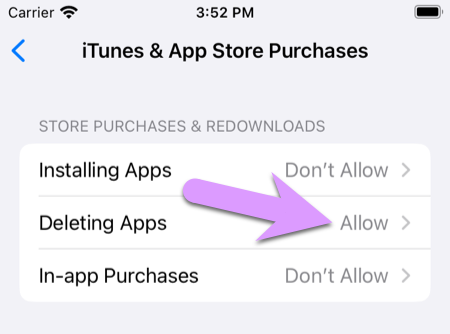 Carrier 3:52 PM
iTunes & App Store Purchases
STORE PURCHASES & REDOWNLOADS
Installing Apps Don’t Allow
Deleting Apps Allow
In-app Purchases Don’t Allow